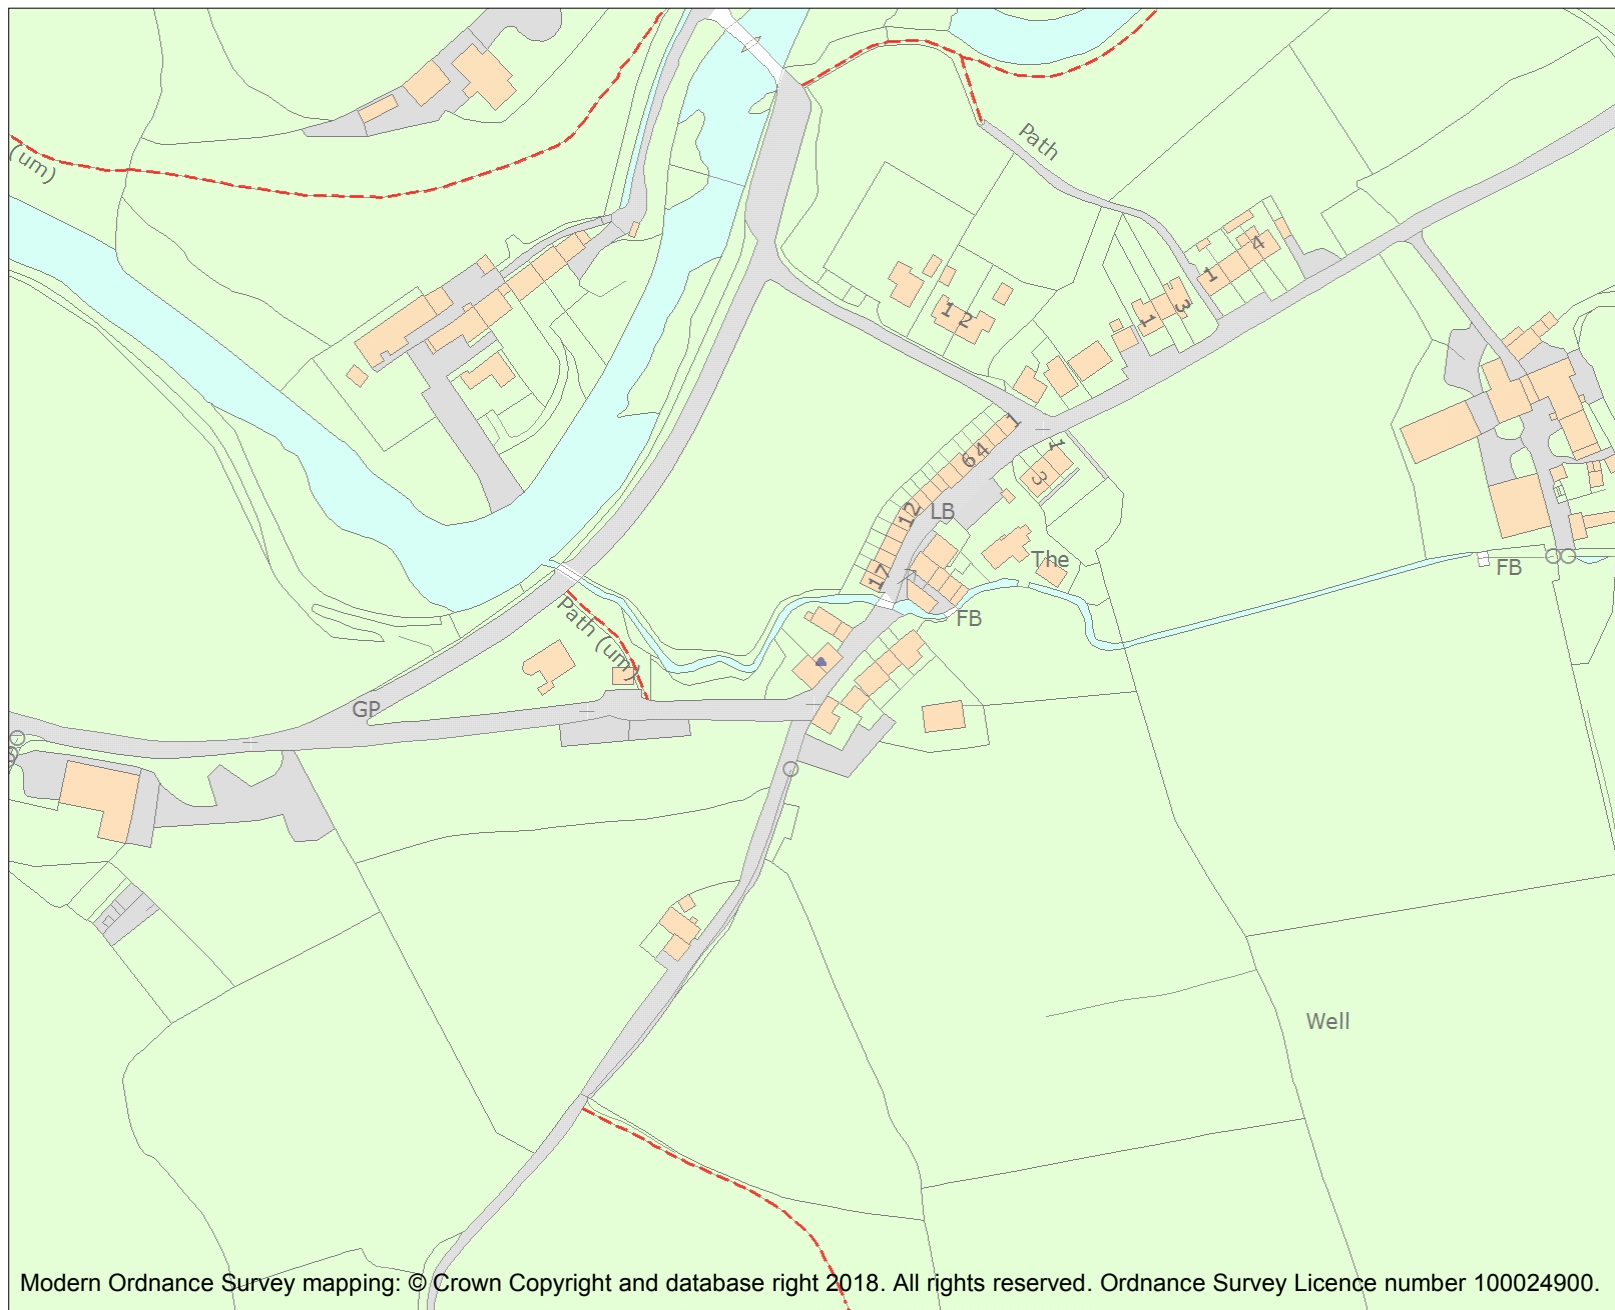 Path
(um)
4
1
3
1
1 2
1
1
6 4
3
12
LB
The
FB
17
FB
Path (um)
GP
Well
Modern Ordnance Survey mapping: © Crown Copyright and database right 2018. All rights reserved. Ordnance Survey Licence number 100024900.